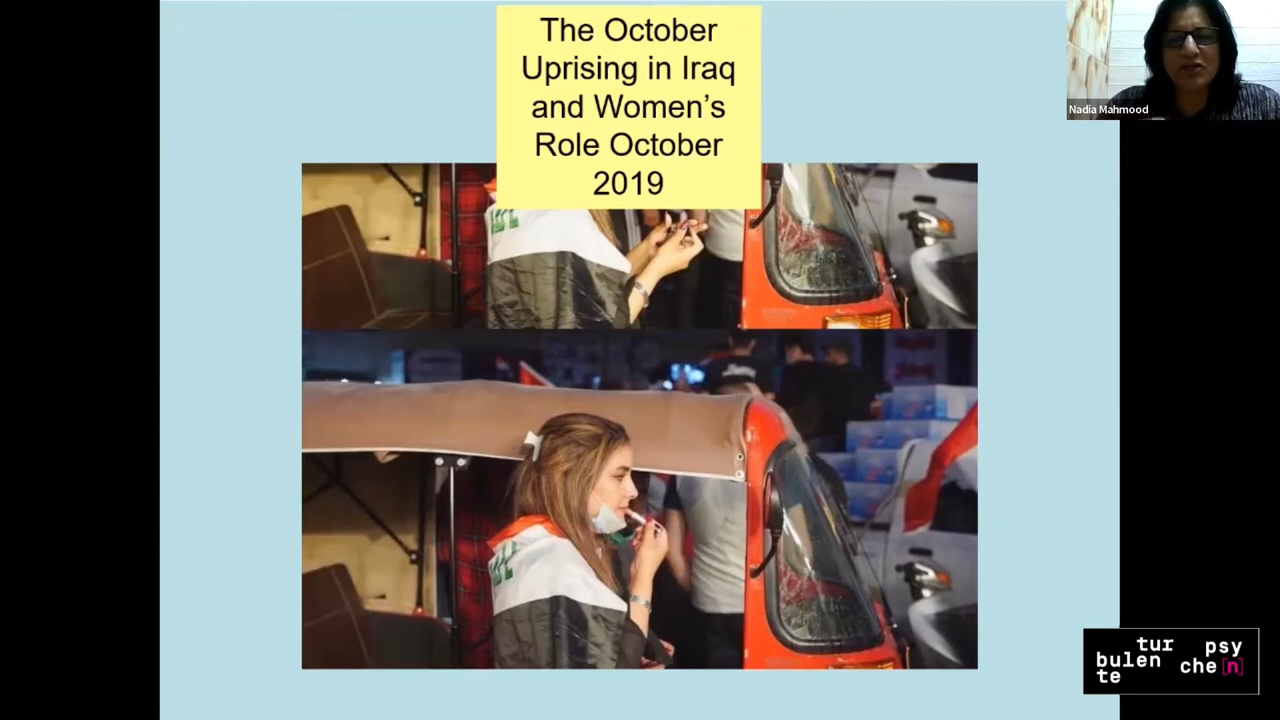 The October
Uprising in Iraq
and Women's
Role October
2019
Nadia Mahmood
tur
bulen
te
psy
che[n]